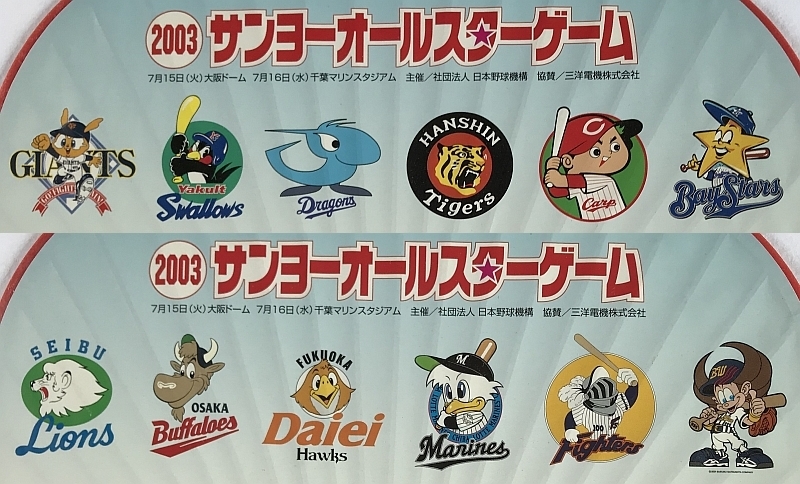 2003 サンヨーオールスターゲーム
7月15日(火)大阪ドーム 7月16日(水)千葉マリンスタジアム 主催/社団法人 日本野球機構 協賛/三洋電機株式会社
GIANTS
Yakult
Swallows
Dragons
HANSHIN
Tigers
C
Carp
BayStars
2003 サンヨーオールスターゲーム
7月15日(火)大阪ドーム 7月16日(水)千葉マリンスタジアム 主催/社団法人 日本野球機構 協賛/三洋電機株式会社
SEIBU
Lions
OSAKA
Buffaloes
FUKUOKA
Daiei
Hawks
M
Marines
Fighters
BW